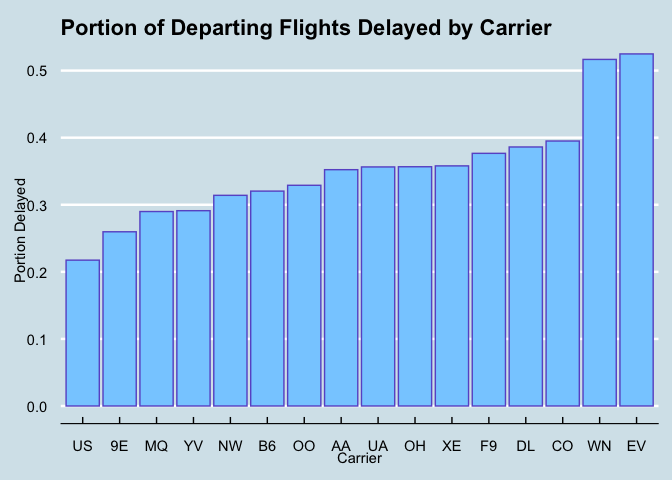 Portion of Departing Flights Delayed by Carrier
Portion Delayed
0.5
0.4
0.3
0.2
0.1
0.0
US 9E MQ YV NW B6 OO AA UA OH XE F9 DL CO WN EV
Carrier